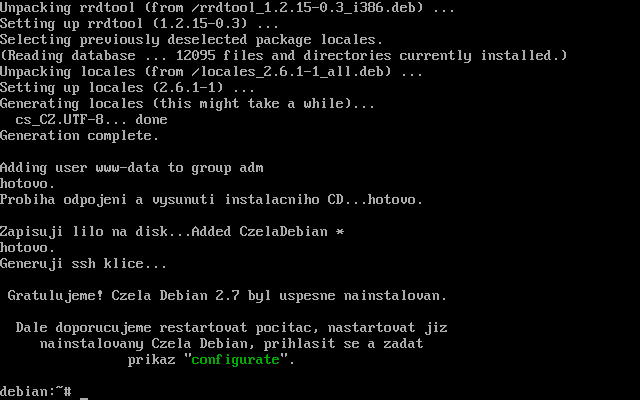 Unpacking rrdtool (from /rrdtool_1.2.15-0.3_i386.deb) ...
Setting up rrdtool (1.2.15-0.3) ...
Selecting previously deselected package locales.
(Reading database ... 12095 files and directories currently installed.)
Unpacking locales (from /locales_2.6.1-1_all.deb) ...
Setting up locales (2.6.1-1) ...
Generating locales (this might take a while)...
cs_CZ.UTF-8... done
Generation complete.
Adding user www-data to group adm
hotovo.
Probiha odpojeni a vysunuti instalacniho CD...hotovo.
Zapisuji lilo na disk...Added CzelaDebian *
hotovo.
Generuji ssh klice...
Gratulujeme! Czela Debian 2.7 byl uspesne nainstalovan.
Dale doporucujeme restartovat pocitac, nastartovat jiz
nainstalovany Czela Debian, prihlasit se a zadat
prikaz "configurate".
debian:~# _